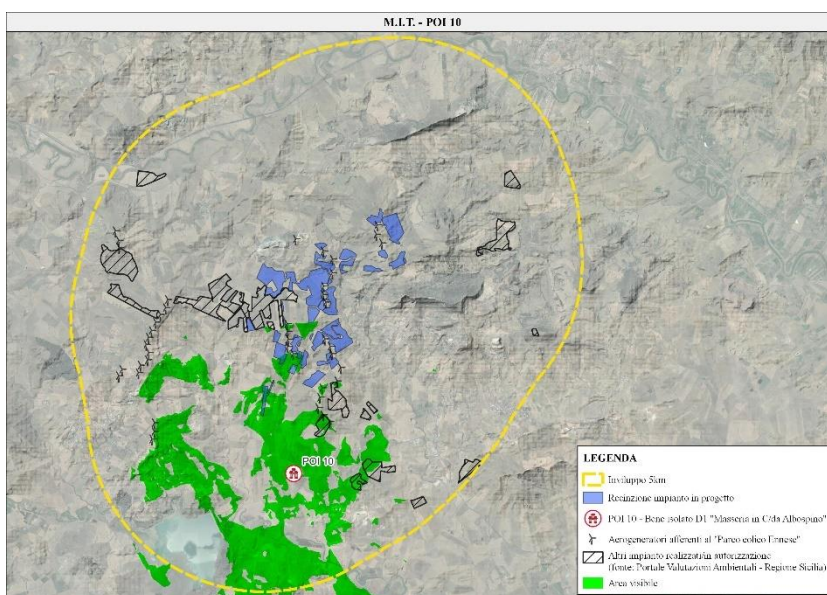 M.I.T. - POI 10
POI 10
LEGENDA
Inviluppo 5km
Recinzione impianto in progetto
POI 10 - Bene isolato D1 "Masseria in C/da Albospino"
Aerogeneratori afferenti al "Parco eolico Ennese"
Altri impianto realizzati/in autorizzazione
(fonte: Portale Valutazioni Ambientali - Regione Sicilia)
Area visibile